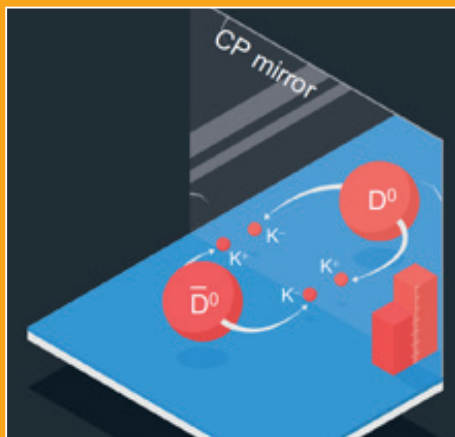 CP mirror
D⁰
K⁻
K⁺
K⁺
D̅⁰
K⁻